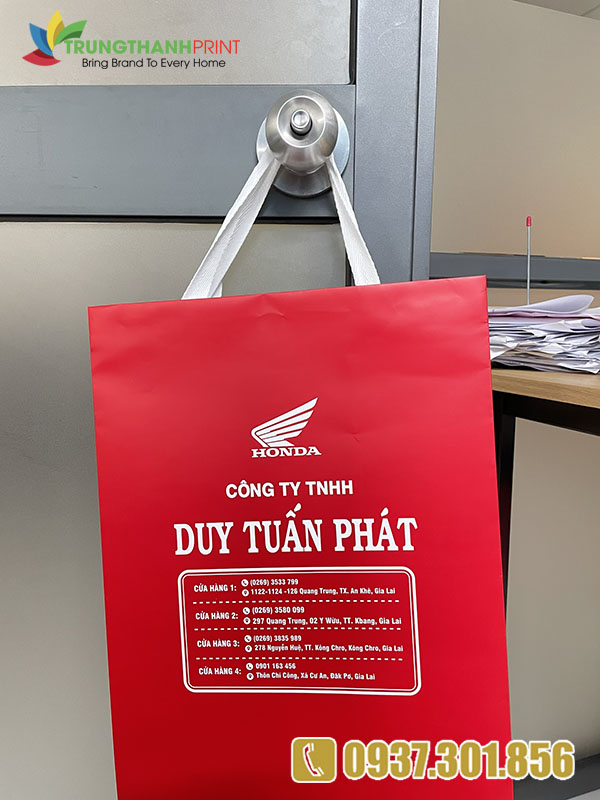 TRUNGTHANHPRINT
Bring Brand To Every Home
HONDA
CÔNG TY TNHH
DUY TUẤN PHÁT
CỬA HÀNG 1: (0269) 3533 799
1122-1124 -126 Quang Trung, TX. An Khê, Gia Lai
CỬA HÀNG 2: (0269) 3580 099
297 Quang Trung, 02 Y Wừu, TT. Kbang, Gia Lai
CỬA HÀNG 3: (0269) 3835 989
278 Nguyễn Huệ, TT. Kông Chro, Kông Chro, Gia Lai
CỬA HÀNG 4: 0901 163 456
Thôn Chí Công, Xã Cư An, Đăk Pơ, Gia Lai
0937.301.856